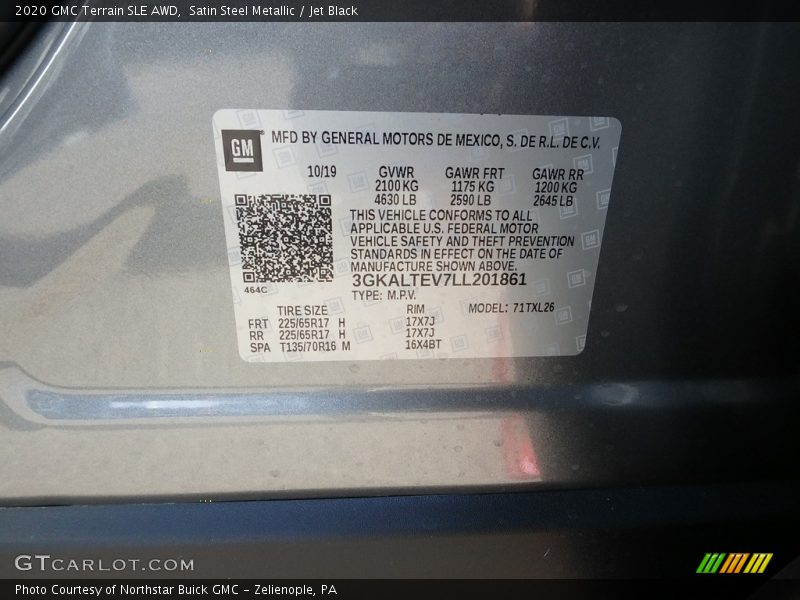 2020 GMC Terrain SLE AWD,  Satin Steel Metallic / Jet Black
GM MFD BY GENERAL MOTORS DE MEXICO, S. DE R.L. DE C.V.
10/19 GVWR GAWR FRT GAWR RR
2100 KG 1175 KG 1200 KG
4630 LB 2590 LB 2645 LB
THIS VEHICLE CONFORMS TO ALL
APPLICABLE U.S. FEDERAL MOTOR
VEHICLE SAFETY AND THEFT PREVENTION
STANDARDS IN EFFECT ON THE DATE OF
MANUFACTURE SHOWN ABOVE.
3GKALTEV7LL201861
464C
TYPE: M.P.V.
TIRE SIZE RIM MODEL: 71TXL26
FRT 225/65R17 H 17X7J
RR 225/65R17 H 17X7J
SPA T135/70R16 M 16X4BT
GTCARLOT.COM
Photo Courtesy of Northstar Buick GMC - Zelienople, PA